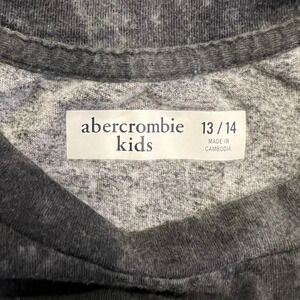 abercrombie
kids
13 / 14
MADE IN
CAMBODIA